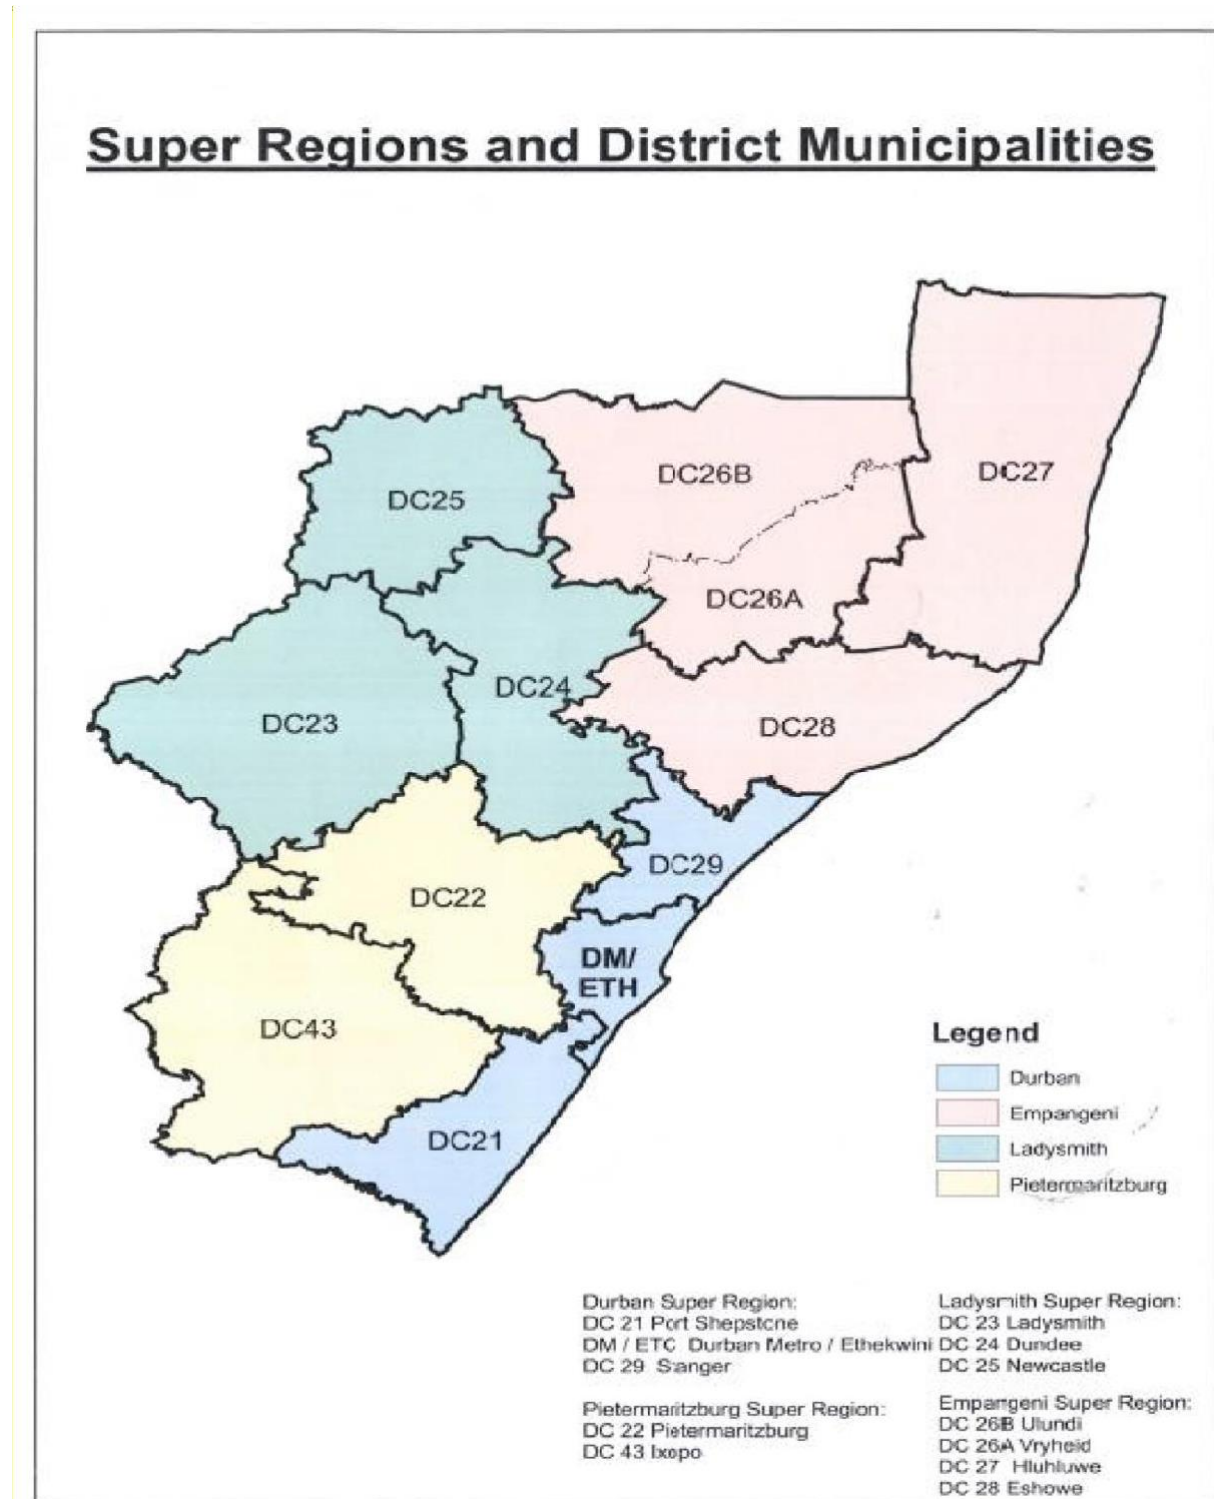 Super Regions and District Municipalities
DC27
DC26B
DC25
DC26A
DC24
DC23
DC28
DC29
DC22
DM/
ETH
DC43
DC21
Legend
Durban
Empangeni
Ladysmith
Pietermaritzburg
Durban Super Region:
DC 21 Port Shepstone
DM / ETC Durban Metro / Ethekwini
DC 29 Stanger
Pietermaritzburg Super Region:
DC 22 Pietermaritzburg
DC 43 Ixopo
Ladysmith Super Region:
DC 23 Ladysmith
DC 24 Dundee
DC 25 Newcastle
Empangeni Super Region:
DC 26B Ulundi
DC 26A Vryheid
DC 27 Hluhluwe
DC 28 Eshowe